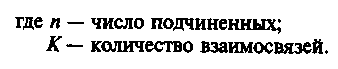 где n — число подчиненных;
K — количество взаимосвязей.